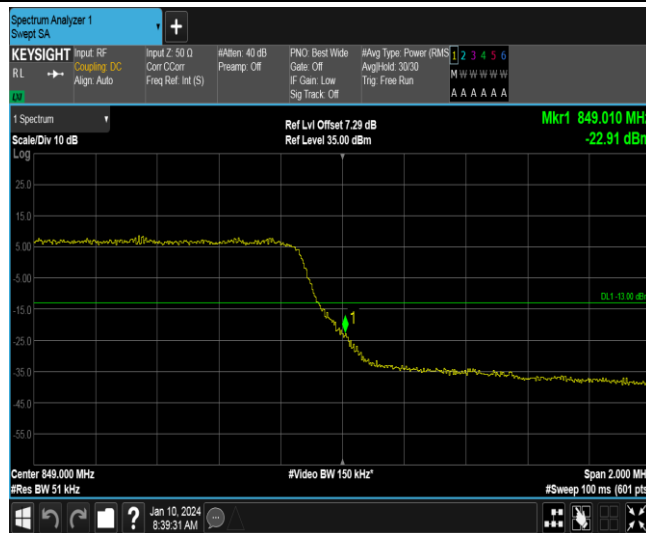 Spectrum Analyzer 1
Swept SA
+
KEYSIGHT
RL
LV
Input: RF
Coupling: DC
Align: Auto
Input Z: 50 Ω
Corr CCorr
Freq Ref: Int (S)
#Atten: 40 dB
Preamp: Off
PNO: Best Wide
Gate: Off
IF Gain: Low
Sig Track: Off
#Avg Type: Power (RMS
Avg|Hold: 30/30
Trig: Free Run
1 2 3 4 5 6
M W W W W W
A A A A A A
1 Spectrum
Scale/Div 10 dB
Ref Lvl Offset 7.29 dB
Ref Level 35.00 dBm
Mkr1 849.010 MH
-22.91 dBm
Log
25.0
15.0
5.00
-5.00
DL1 -13.00 dBm
-15.0
1
-25.0
-35.0
-45.0
-55.0
Center 849.000 MHz
#Video BW 150 kHz*
Span 2.000 MH
#Res BW 51 kHz
#Sweep 100 ms (601 pts
?
Jan 10, 2024
8:39:31 AM